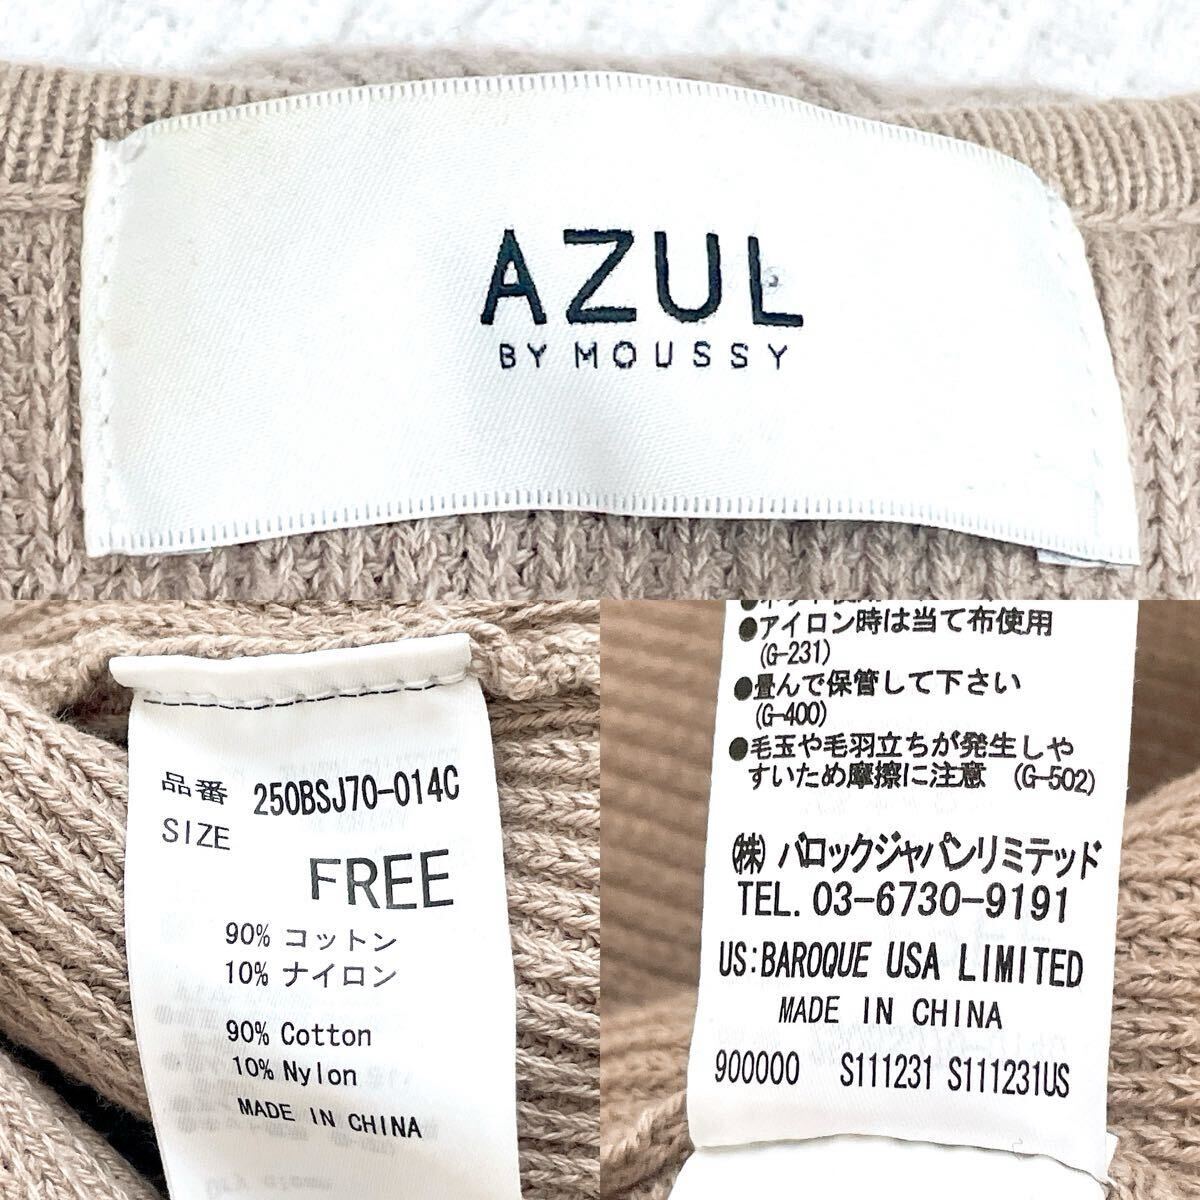 AZUL
BY MOUSSY
品番 250BSJ70-014C
SIZE
FREE
90% コットン
10% ナイロン
90% Cotton
10% Nylon
MADE IN CHINA
●アイロン時は当て布使用
(G-231)
●畳んで保管して下さい
(G-400)
●毛玉や毛羽立ちが発生しや
すいため摩擦に注意 (G-502)
(株) バロックジャパンリミテッド
TEL. 03-6730-9191
US:BAROQUE USA LIMITED
MADE IN CHINA
900000 S111231 S111231US